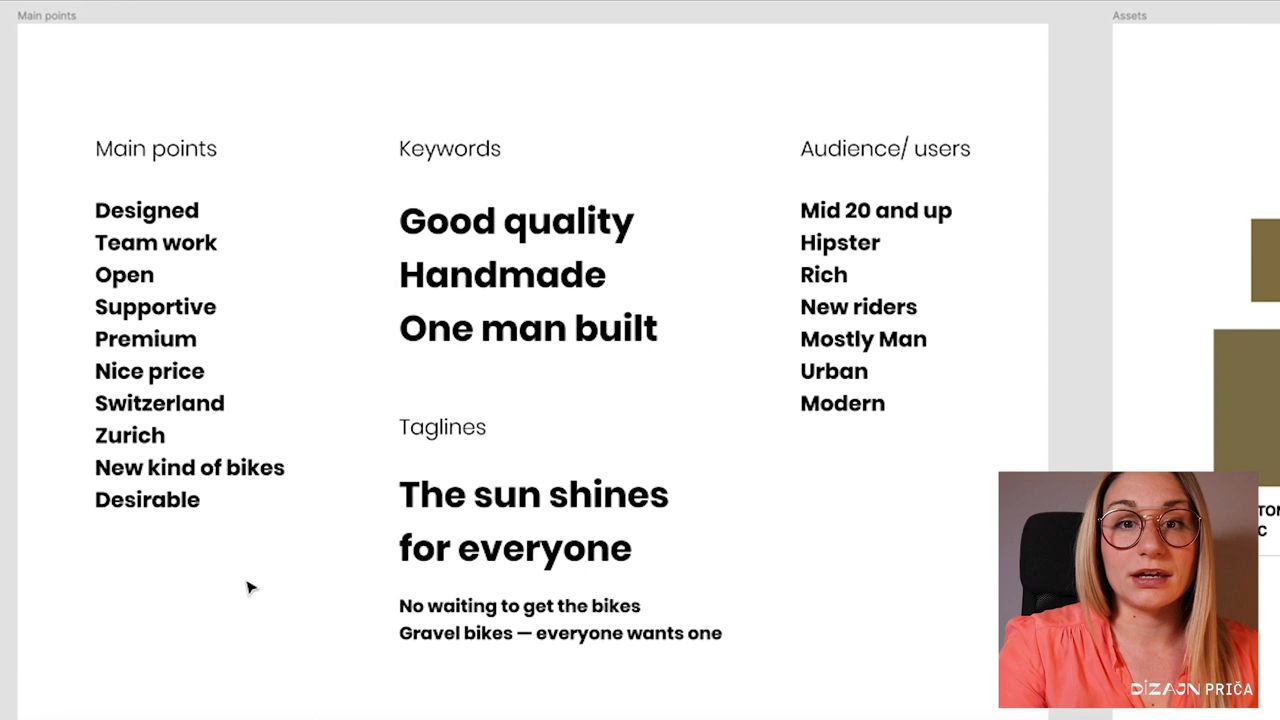 Main points
Assets
Main points
Designed
Team work
Open
Supportive
Premium
Nice price
Switzerland
Zurich
New kind of bikes
Desirable
Keywords
Good quality
Handmade
One man built
Taglines
The sun shines
for everyone
No waiting to get the bikes
Gravel bikes — everyone wants one
Audience/ users
Mid 20 and up
Hipster
Rich
New riders
Mostly Man
Urban
Modern
DİZAJN PRIČA